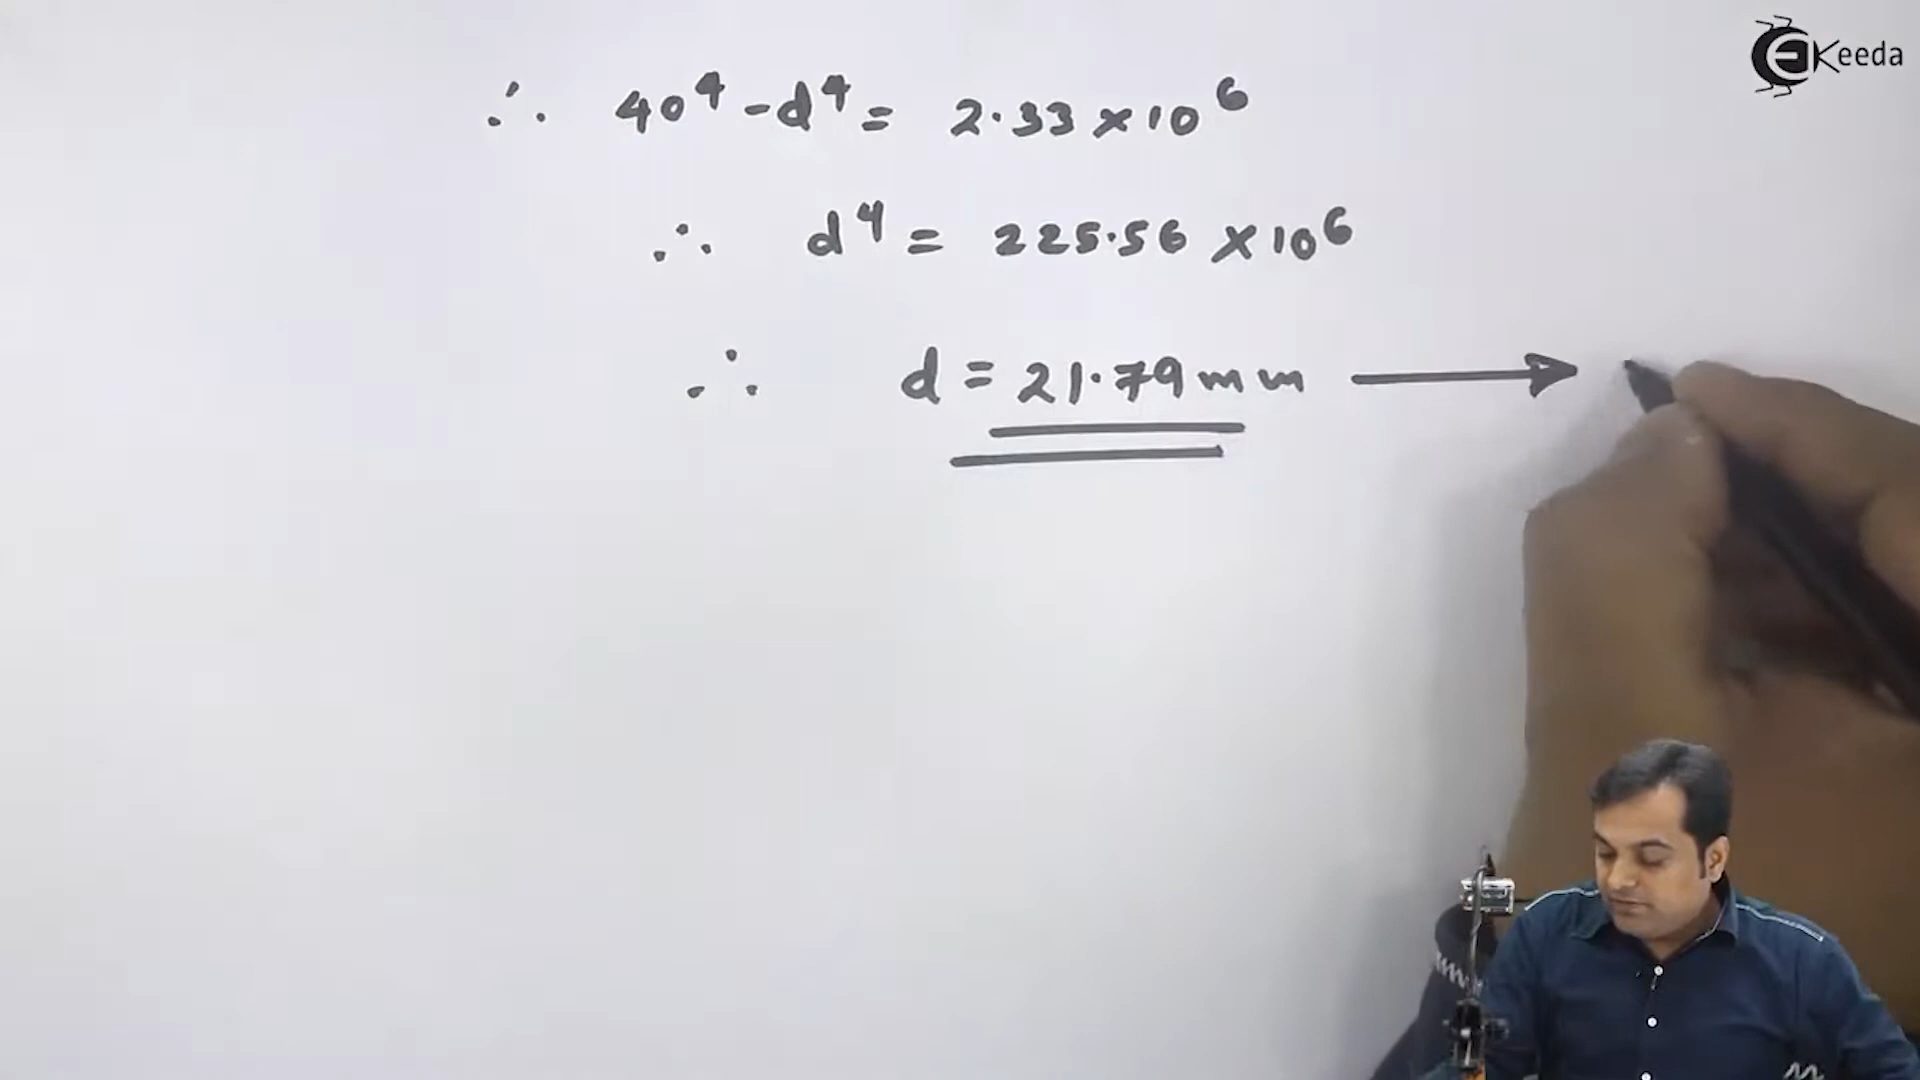 EKeeda
∴ 40⁴ - d⁴ = 2.33 × 10⁶
∴ d⁴ = 225.56 × 10⁶
∴ d = 21.79 mm →